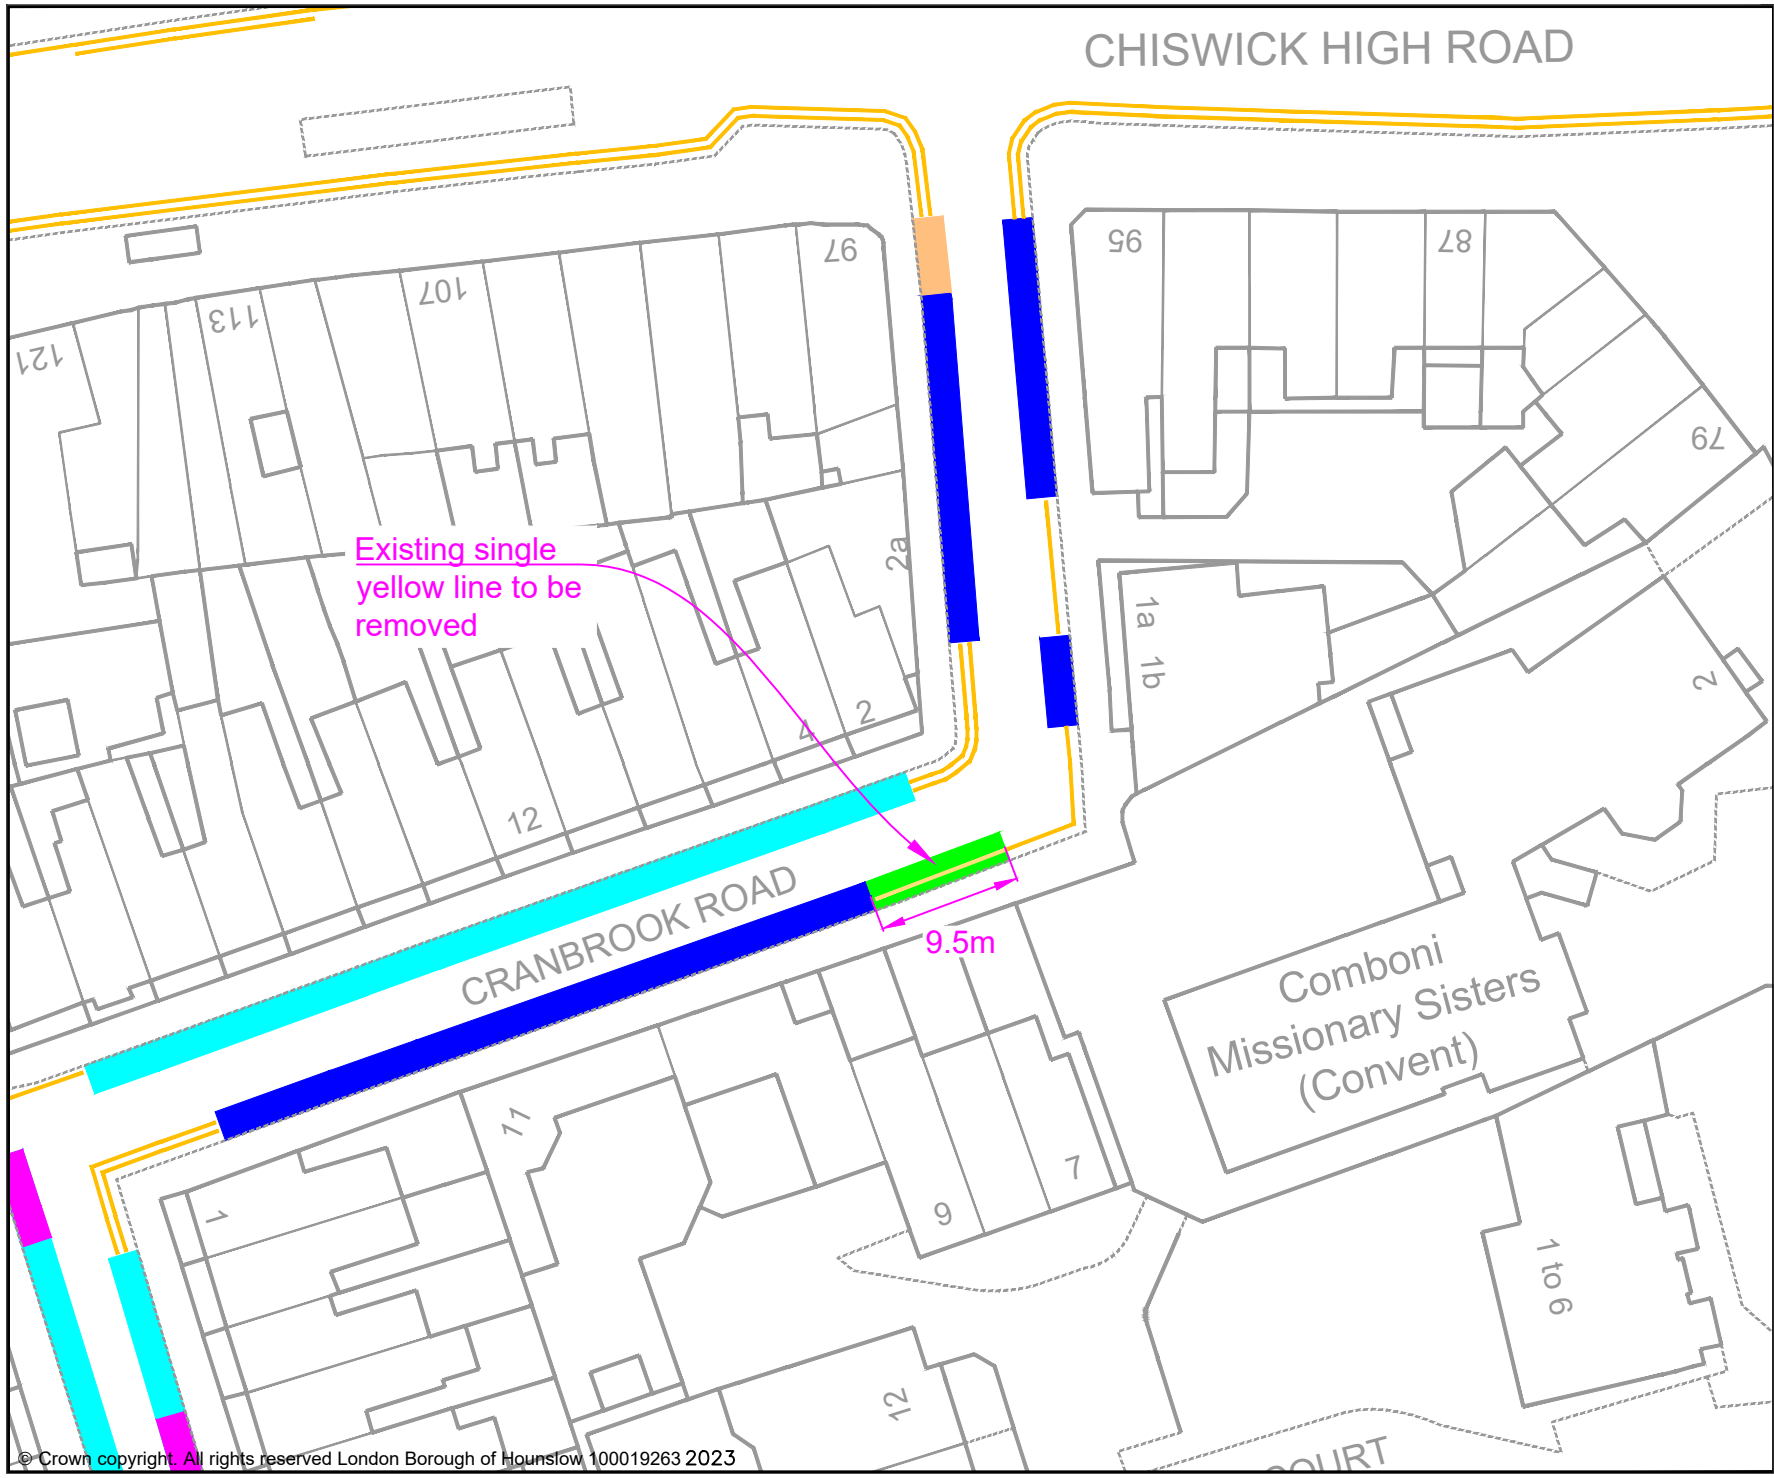 CHISWICK HIGH ROAD
97
95
87
107
113
121
79
Existing single
yellow line to be
removed
2a
1a
1b
2
2
4
12
CRANBROOK ROAD
9.5m
Comboni
Missionary Sisters
(Convent)
11
7
9
1
1 to 6
12
COURT
© Crown copyright. All rights reserved London Borough of Hounslow 100019263 2023